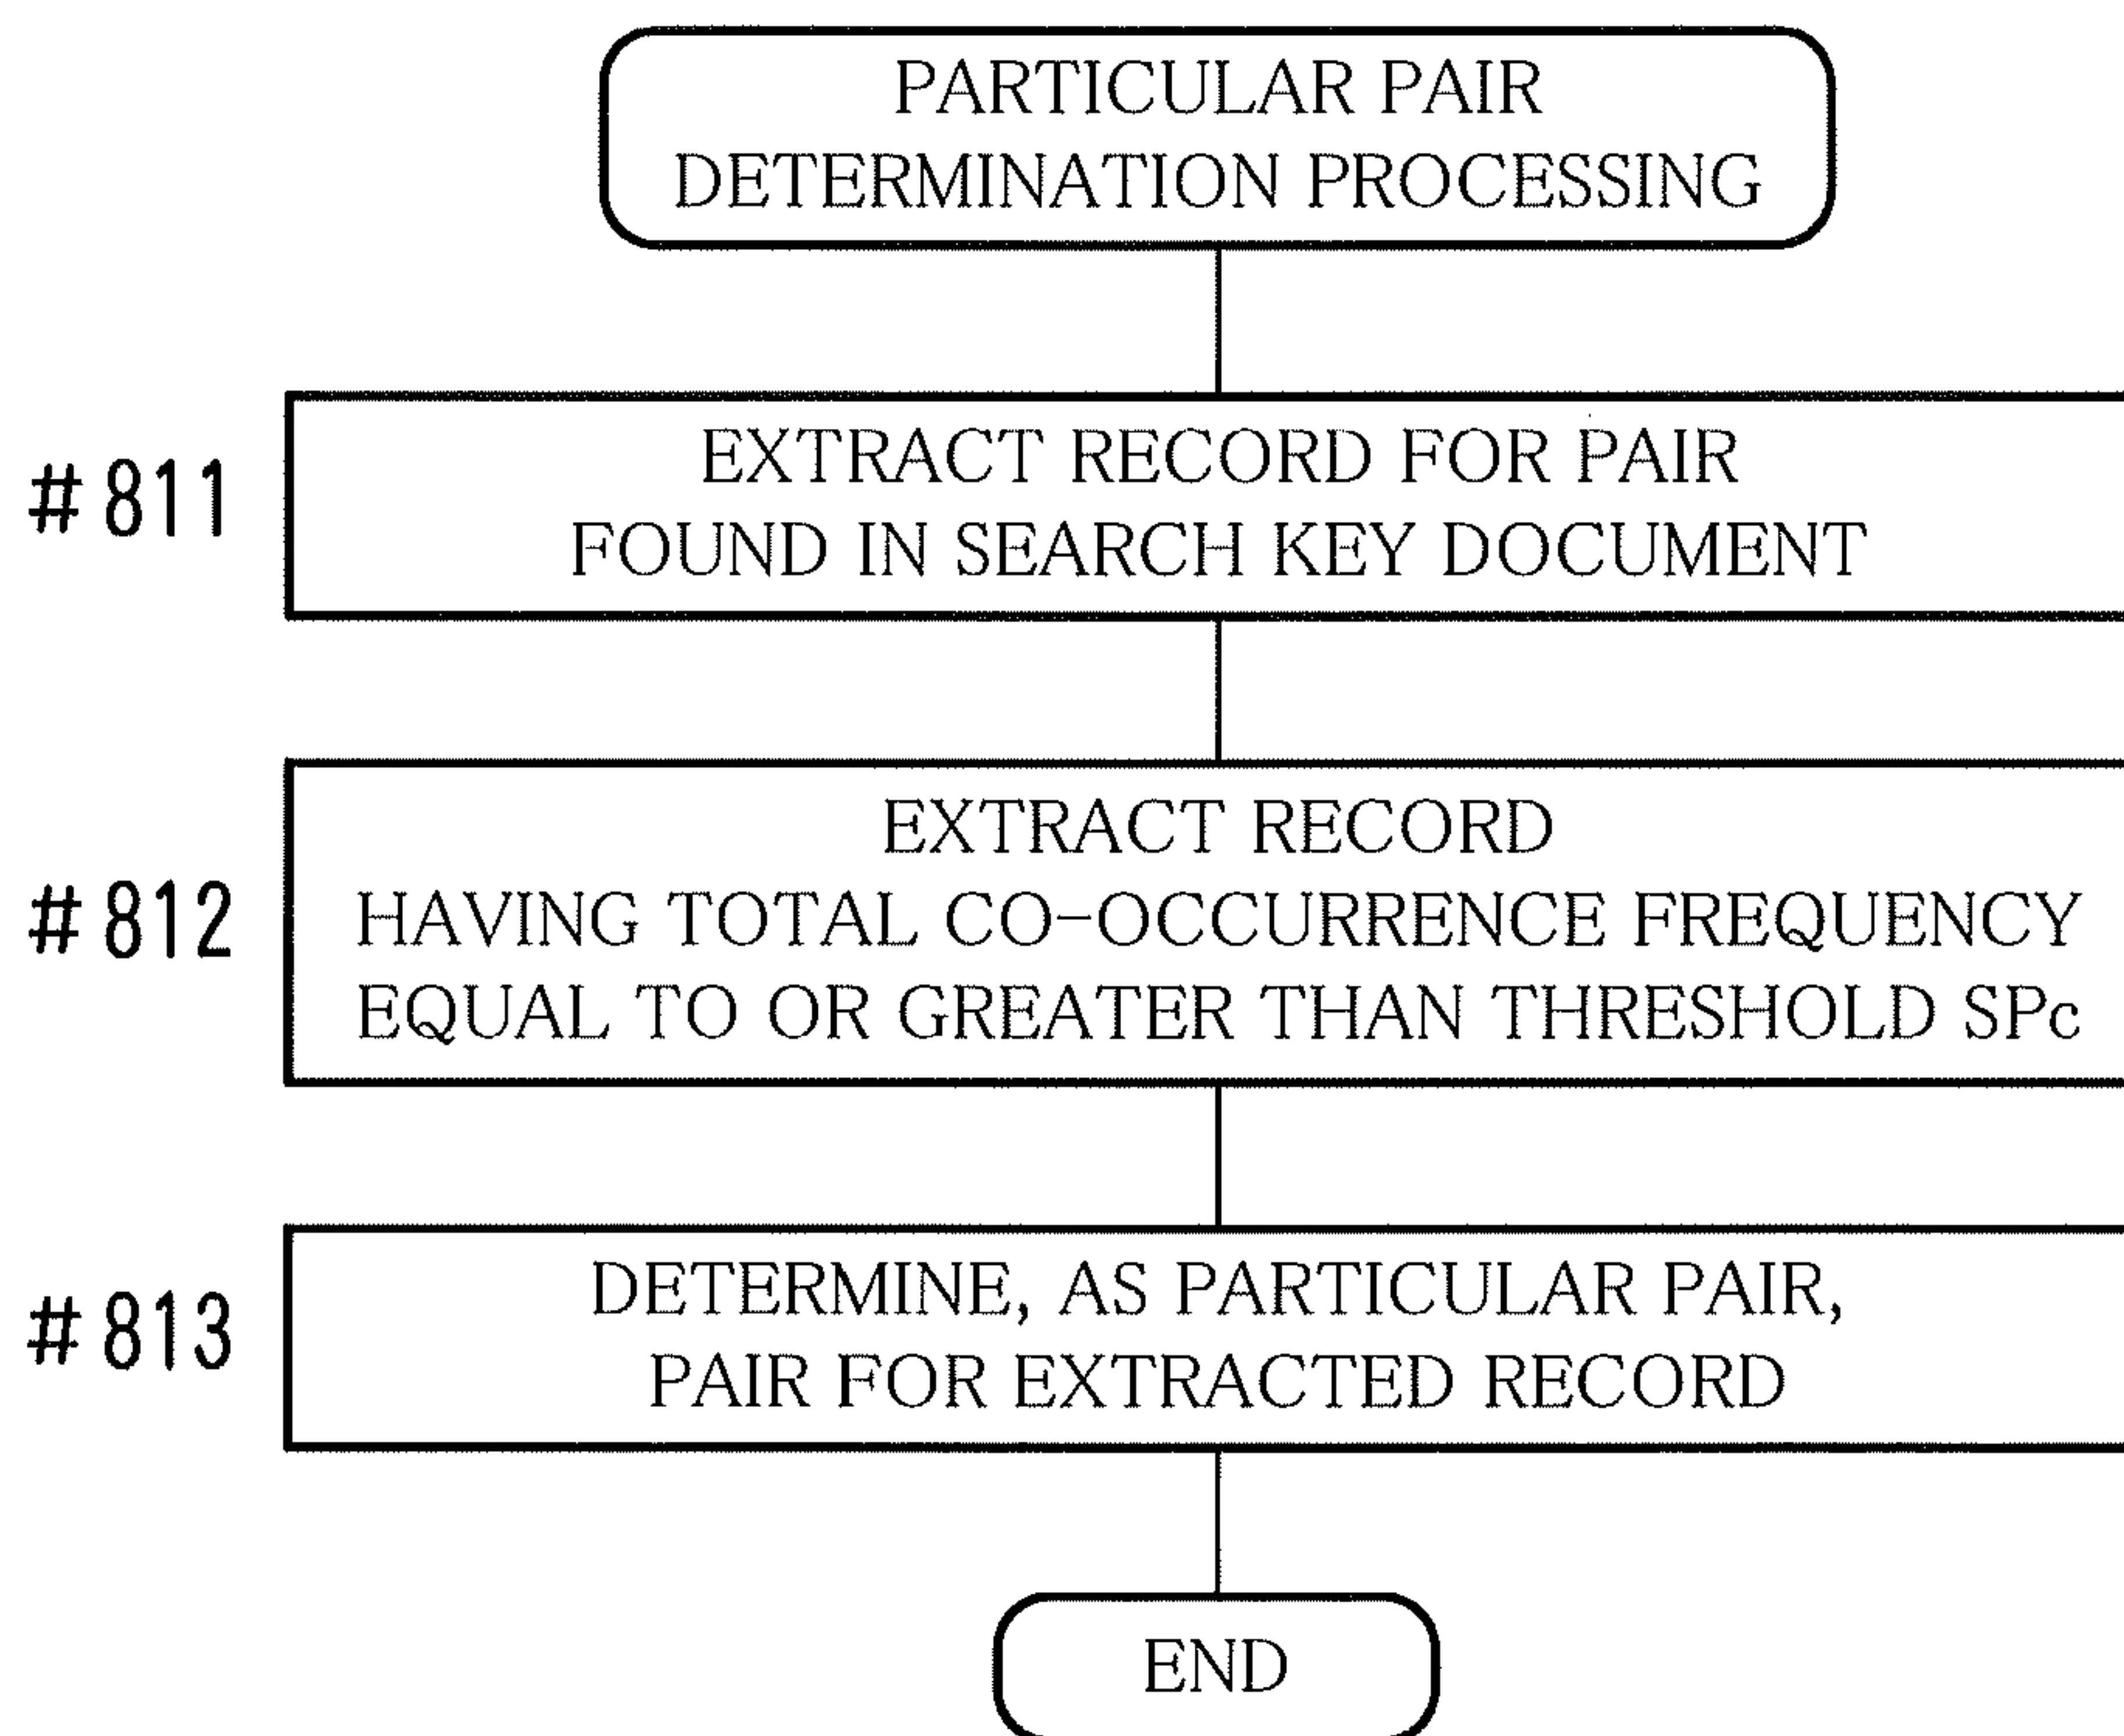 PARTICULAR PAIR
DETERMINATION PROCESSING
#811
EXTRACT RECORD FOR PAIR
FOUND IN SEARCH KEY DOCUMENT
#812
EXTRACT RECORD
HAVING TOTAL CO-OCCURRENCE FREQUENCY
EQUAL TO OR GREATER THAN THRESHOLD SPc
#813
DETERMINE, AS PARTICULAR PAIR,
PAIR FOR EXTRACTED RECORD
END